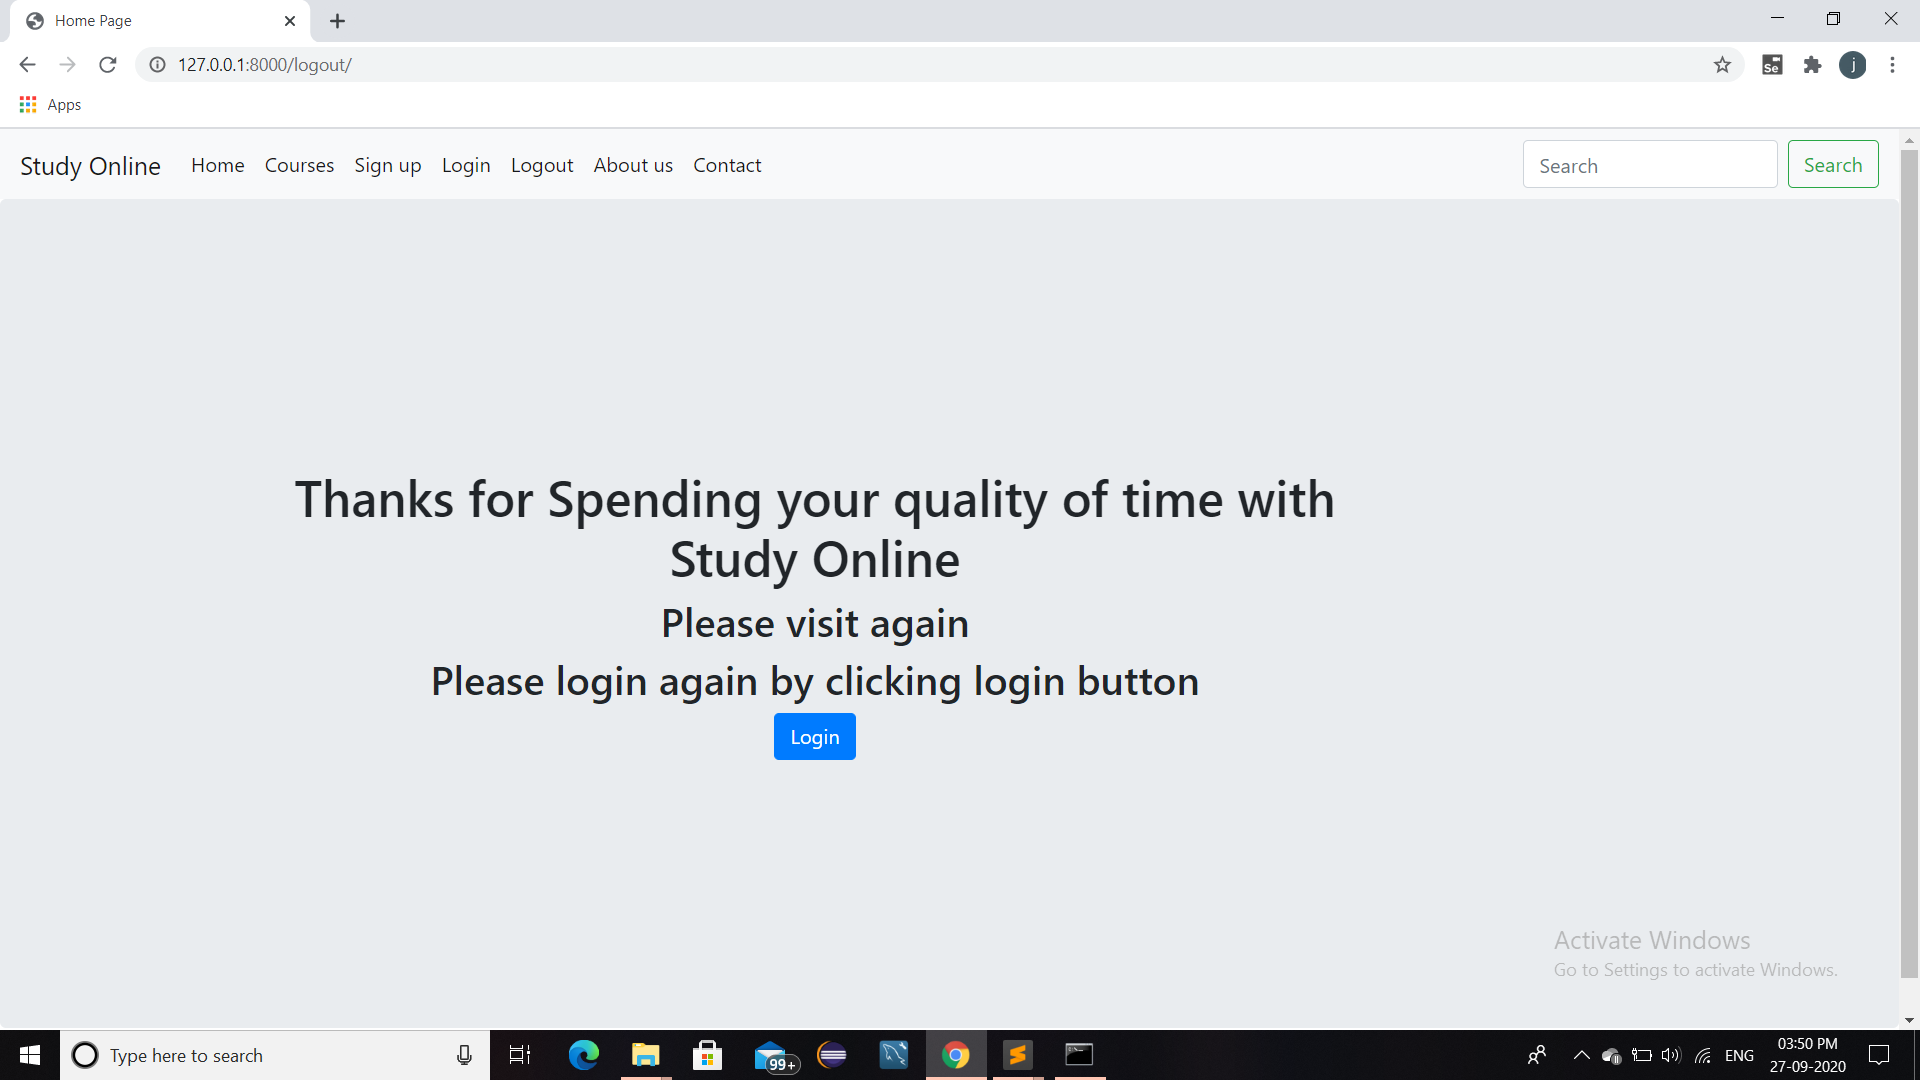 Home Page
127.0.0.1:8000/logout/
Se
j
Apps
Study Online Home Courses Sign up Login Logout About us Contact Search Search
Thanks for Spending your quality of time with
Study Online
Please visit again
Please login again by clicking login button
Login
Activate Windows
Go to Settings to activate Windows.
Type here to search
99+
ENG
03:50 PM
27-09-2020